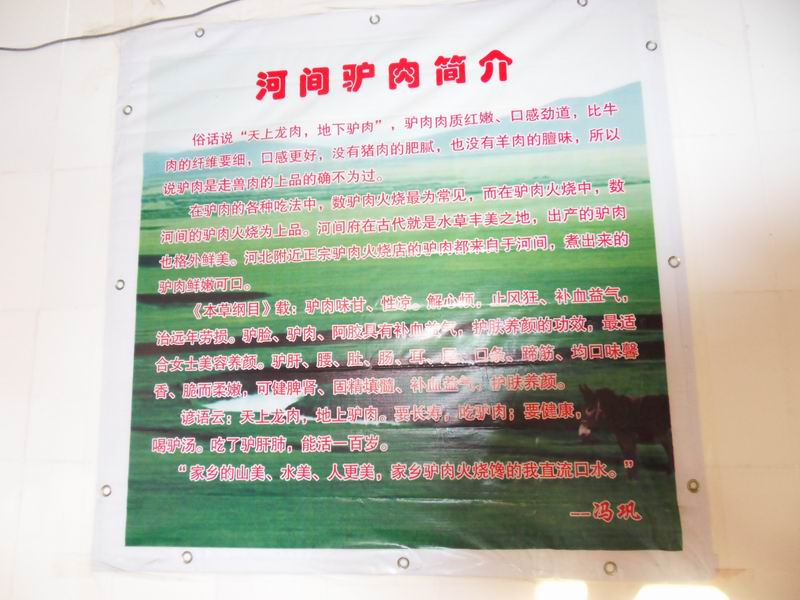 河间驴肉简介
俗话说“天上龙肉，地下驴肉”，驴肉肉质红嫩、口感劲道，比牛
肉的纤维要细，口感更好，没有猪肉的肥腻，也没有羊肉的膻味，所以
说驴肉是走兽肉的上品的确不为过。
在驴肉的各种吃法中，数驴肉火烧最为常见，而在驴肉火烧中，数
河间的驴肉火烧为上品。河间府在古代就是水草丰美之地，出产的驴肉
也格外鲜美。河北附近正宗驴肉火烧店的驴肉都来自于河间，煮出来的
驴肉鲜嫩可口。
《本草纲目》载：驴肉味甘、性凉。解心烦，止风狂、补血益气，
治远年劳损。驴脸、驴肉、阿胶具有补血益气，护肤养颜的功效，最适
合女士美容养颜。驴肝、腰、肚、肠、耳、尾、口条、蹄筋、均口味馨
香、脆而柔嫩，可健脾肾、固精填髓、补血益气、护肤养颜。
谚语云：天上龙肉，地上驴肉。要长寿，吃驴肉；要健康，
喝驴汤。吃了驴肝肺，能活一百岁。
“家乡的山美、水美、人更美，家乡驴肉火烧馋的我直流口水。”
——冯巩